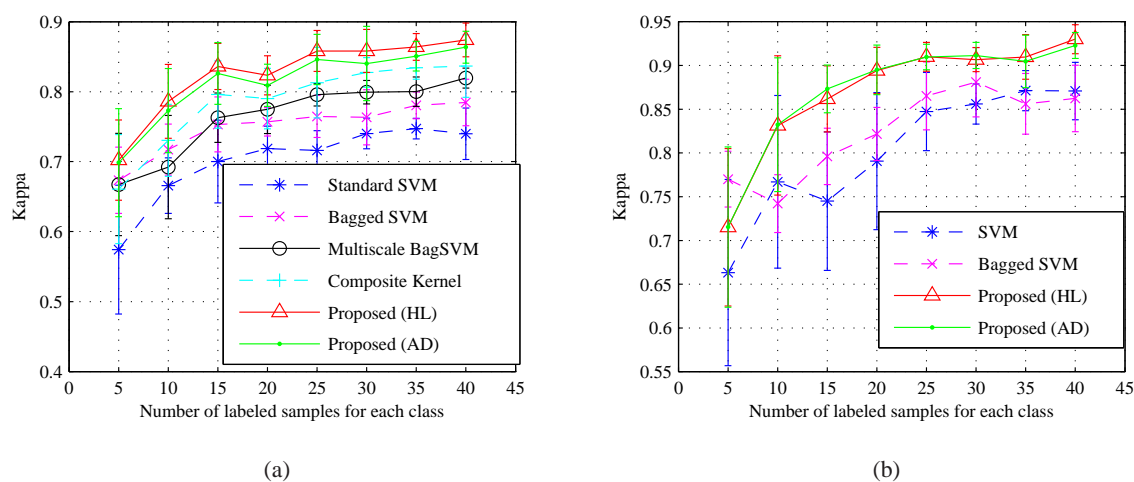 0.9
0.8
0.7
0.6
0.5
0.4
Kappa
Standard SVM
Bagged SVM
Multiscale BagSVM
Composite Kernel
Proposed (HL)
Proposed (AD)
0 5 10 15 20 25 30 35 40 45
Number of labeled samples for each class
(a)
0.95
0.9
0.85
0.8
0.75
0.7
0.65
0.6
0.55
Kappa
SVM
Bagged SVM
Proposed (HL)
Proposed (AD)
0 5 10 15 20 25 30 35 40 45
Number of labeled samples for each class
(b)